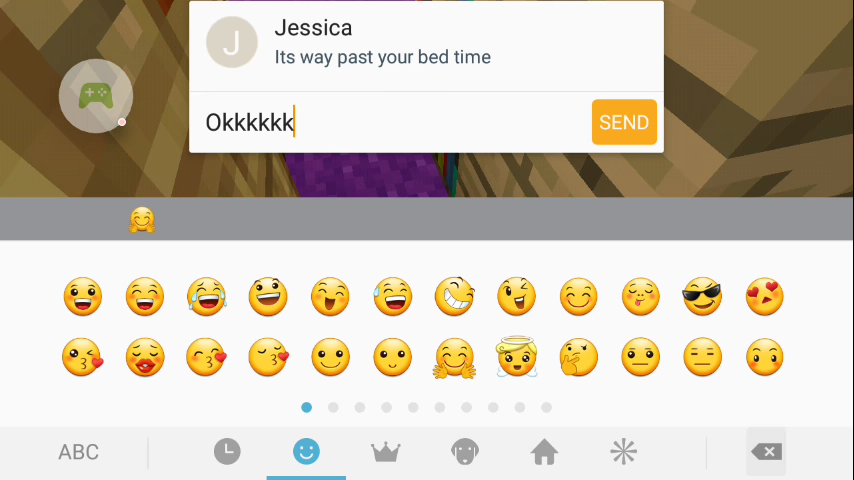 J
Jessica
Its way past your bed time
Okkkkkk
SEND
ABC